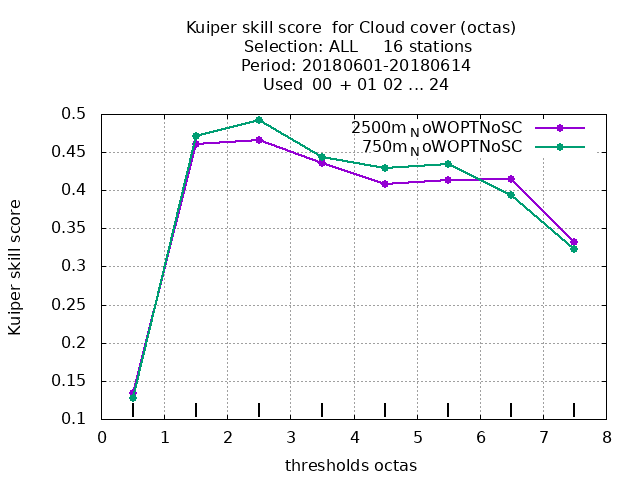 Kuiper skill score  for Cloud cover (octas)
Selection: ALL     16 stations
Period: 20180601-20180614
Used  00 + 01 02 ... 24
2500m_NoWOPTNoSC
750m_NoWOPTNoSC
0.5
0.45
0.4
0.35
0.3
0.25
0.2
0.15
0.1
Kuiper skill score
0 1 2 3 4 5 6 7 8
thresholds octas